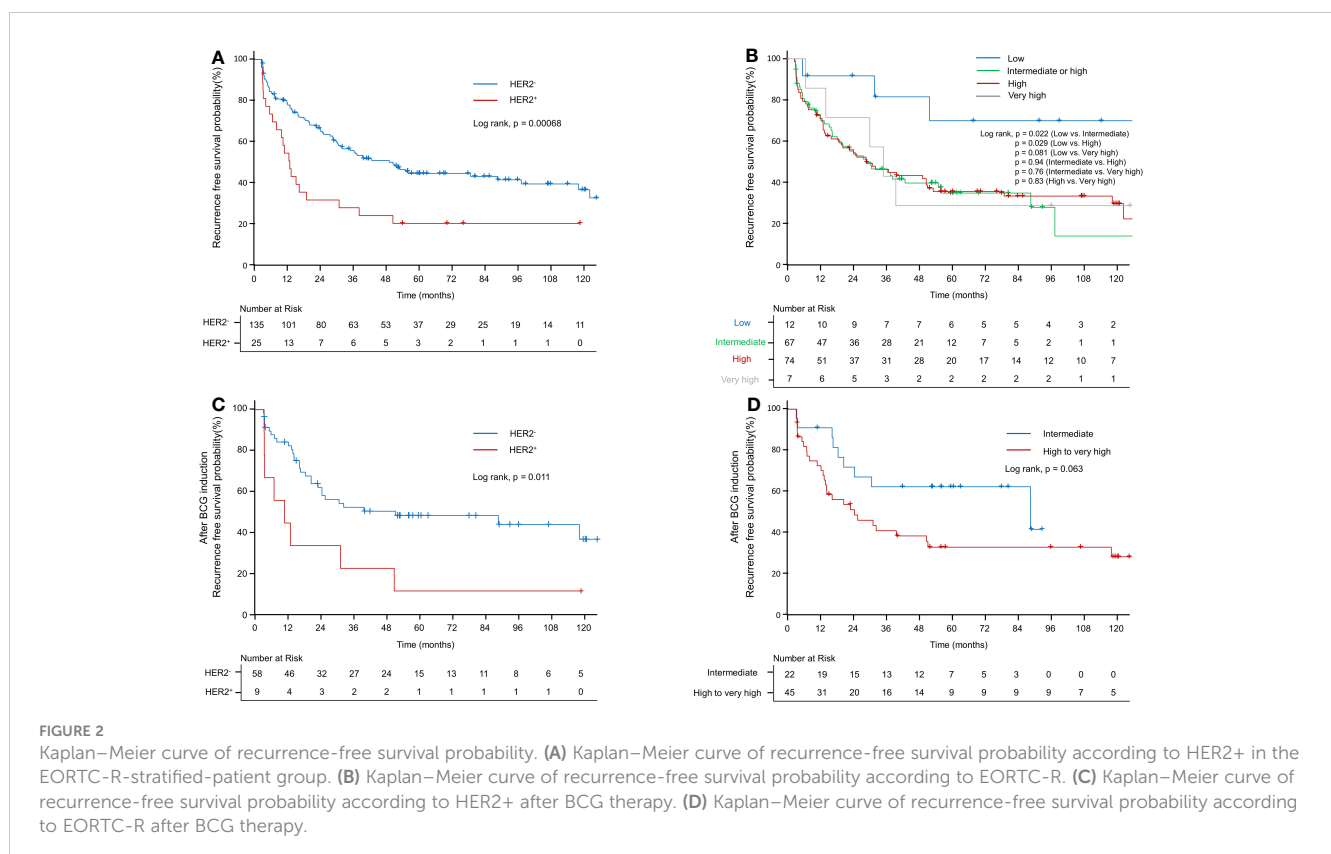 A
Recurrence free survival probability(%)
100
80
60
40
20
0
HER2-
HER2+
Log rank, p = 0.00068
0 12 24 36 48 60 72 84 96 108 120
Time (months)
Number at Risk
HER2- 135 101 80 63 53 37 29 25 19 14 11
HER2+ 25 13 7 6 5 3 2 1 1 1 0
B
Recurrence free survival probability(%)
100
80
60
40
20
0
Low
Intermediate or high
High
Very high
Log rank, p = 0.022 (Low vs. Intermediate)
p = 0.029 (Low vs. High)
p = 0.081 (Low vs. Very high)
p = 0.94 (Intermediate vs. High)
p = 0.76 (Intermediate vs. Very high)
p = 0.83 (High vs. Very high)
0 12 24 36 48 60 72 84 96 108 120
Time (months)
Number at Risk
Low 12 10 9 7 7 6 5 5 4 3 2
Intermediate 67 47 36 28 21 12 7 5 2 1 1
High 74 51 37 31 28 20 17 14 12 10 7
Very high 7 6 5 3 2 2 2 2 2 1 1
C
After BCG induction
Recurrence free survival probability(%)
100
80
60
40
20
0
HER2-
HER2+
Log rank, p = 0.011
0 12 24 36 48 60 72 84 96 108 120
Time (months)
Number at Risk
HER2- 58 46 32 27 24 15 13 11 8 6 5
HER2+ 9 4 3 2 2 1 1 1 1 1 0
D
After BCG induction
Recurrence free survival probability(%)
100
80
60
40
20
0
Intermediate
High to very high
Log rank, p = 0.063
0 12 24 36 48 60 72 84 96 108 120
Time (months)
Number at Risk
Intermediate 22 19 15 13 12 7 5 3 0 0 0
High to very high 45 31 20 16 14 9 9 9 9 7 5
FIGURE 2
Kaplan–Meier curve of recurrence-free survival probability. (A) Kaplan–Meier curve of recurrence-free survival probability according to HER2+ in the
EORTC-R-stratified-patient group. (B) Kaplan–Meier curve of recurrence-free survival probability according to EORTC-R. (C) Kaplan–Meier curve of
recurrence-free survival probability according to HER2+ after BCG therapy. (D) Kaplan–Meier curve of recurrence-free survival probability according
to EORTC-R after BCG therapy.